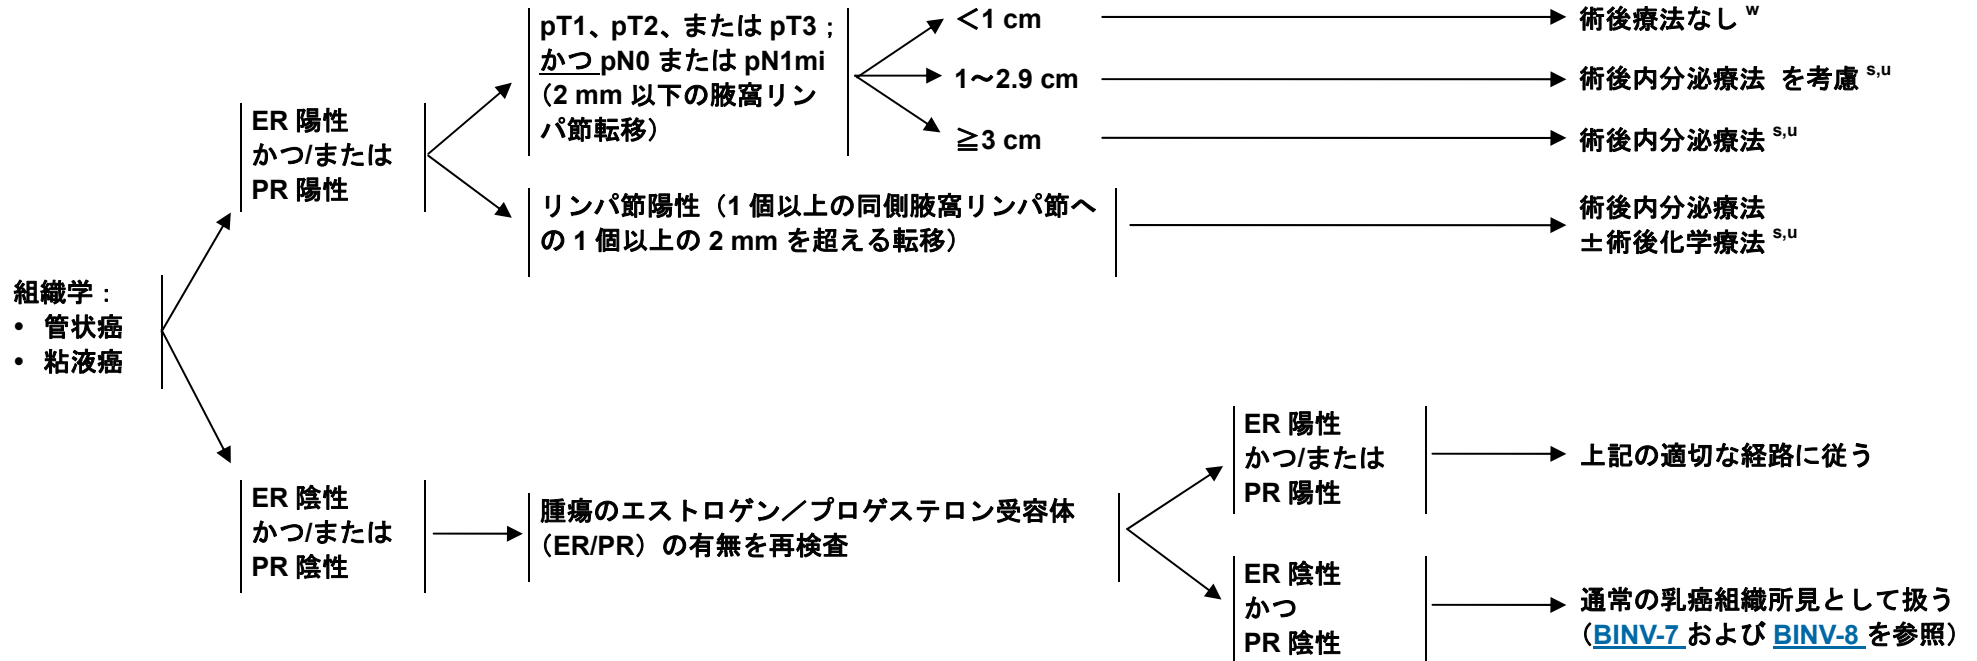 組織学：
• 管状癌
• 粘液癌
ER 陽性
かつ/または
PR 陽性
pT1、pT2、または pT3；
かつ pN0 または pN1mi
（2 mm 以下の腋窩リン
パ節転移）
＜1 cm
術後療法なし w
1～2.9 cm
術後内分泌療法 を考慮 s,u
≧3 cm
術後内分泌療法 s,u
リンパ節陽性（1 個以上の同側腋窩リンパ節へ
の 1 個以上の 2 mm を超える転移）
術後内分泌療法
±術後化学療法 s,u
ER 陰性
かつ/または
PR 陰性
腫瘍のエストロゲン／プロゲステロン受容体
（ER/PR）の有無を再検査
ER 陽性
かつ/または
PR 陽性
上記の適切な経路に従う
ER 陰性
かつ
PR 陰性
通常の乳癌組織所見として扱う
（BINV-7 および BINV-8 を参照）